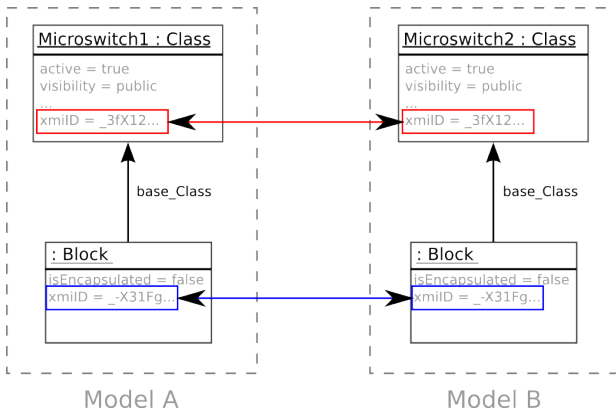 Microswitch1 : Class
active = true
visibility = public
...
xmiID = _3fX12...
base_Class
: Block
isEncapsulated = false
xmiID = _-X31Fg...
Model A
Microswitch2 : Class
active = true
visibility = public
...
xmiID = _3fX12...
base_Class
: Block
isEncapsulated = false
xmiID = _-X31Fg...
Model B